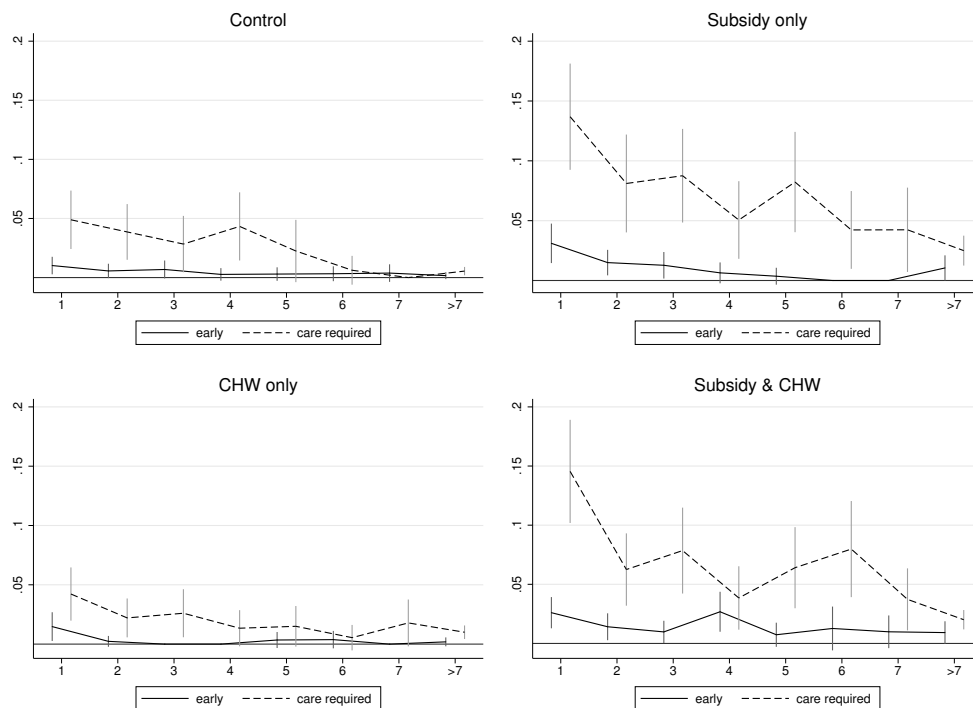 Control
.2
.15
.1
.05
1 2 3 4 5 6 7 >7
early care required
Subsidy only
.2
.15
.1
.05
1 2 3 4 5 6 7 >7
early care required
CHW only
.2
.15
.1
.05
1 2 3 4 5 6 7 >7
early care required
Subsidy & CHW
.2
.15
.1
.05
1 2 3 4 5 6 7 >7
early care required